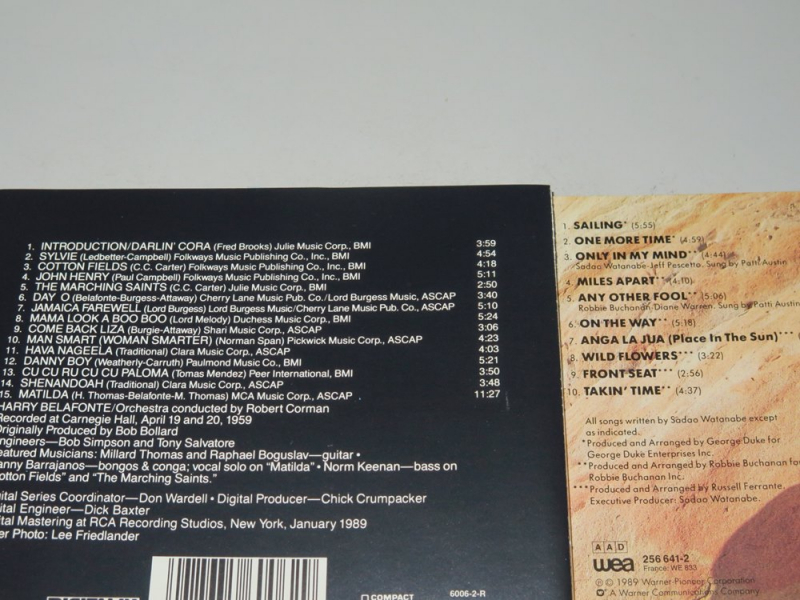 1. INTRODUCTION/DARLIN' CORA (Fred Brooks) Julie Music Corp., BMI 3:59
2. SYLVIE (Ledbetter-Campbell) Folkways Music Publishing Co., Inc., BMI 4:54
3. COTTON FIELDS (C.C. Carter) Folkways Music Publishing Co., Inc., BMI 4:18
4. JOHN HENRY (Paul Campbell) Folkways Music Publishing Co., Inc., BMI 5:11
5. THE MARCHING SAINTS (C.C. Carter) Julie Music Corp., BMI 2:50
6. DAY O (Belafonte-Burgess-Attaway) Cherry Lane Music Pub. Co./Lord Burgess Music, ASCAP 3:40
7. JAMAICA FAREWELL (Lord Burgess) Lord Burgess Music/Cherry Lane Music Pub. Co., ASCAP 5:10
8. MAMA LOOK A BOO BOO (Lord Melody) Duchess Music Corp., BMI 5:24
9. COME BACK LIZA (Burgie-Attaway) Shari Music Corp., ASCAP 3:06
10. MAN SMART (WOMAN SMARTER) (Norman Span) Pickwick Music Corp., ASCAP 4:23
11. HAVA NAGEELA (Traditional) Clara Music Corp., ASCAP 4:03
12. DANNY BOY (Weatherly-Carruth) Paulmond Music Co., BMI 5:21
13. CU CU RU CU CU PALOMA (Tomas Mendez) Peer International, BMI 3:50
14. SHENANDOAH (Traditional) Clara Music Corp., ASCAP 3:48
15. MATILDA (H. Thomas-Belafonte-M. Thomas) MCA Music Corp., ASCAP 11:27
HARRY BELAFONTE/Orchestra conducted by Robert Corman
Recorded at Carnegie Hall, April 19 and 20, 1959
Originally Produced by Bob Bollard
ngineers—Bob Simpson and Tony Salvatore
eatured Musicians: Millard Thomas and Raphael Boguslav—guitar •
anny Barrajanos—bongos & conga; vocal solo on "Matilda" • Norm Keenan—bass on
otton Fields" and "The Marching Saints."
gital Series Coordinator—Don Wardell • Digital Producer—Chick Crumpacker
gital Engineer—Dick Baxter
ital Mastering at RCA Recording Studios, New York, January 1989
er Photo: Lee Friedlander
COMPACT 6006-2-R
1. SAILING* (5:55)
2. ONE MORE TIME* (4:59)
3. ONLY IN MY MIND** (4:44)
Sadao Watanabe-Jeff Pescetto. Sung by Patti Austin
4. MILES APART** (4:10)
5. ANY OTHER FOOL** (5:06)
Robbie Buchanan/Diane Warren. Sung by Patti Austin
6. ON THE WAY** (5:18)
7. ANGA LA JUA (Place In The Sun)***
8. WILD FLOWERS*** (3:22)
9. FRONT SEAT*** (2:56)
10. TAKIN' TIME** (4:37)
All songs written by Sadao Watanabe except
as indicated.
*Produced and Arranged by George Duke for
George Duke Enterprises Inc.
**Produced and Arranged by Robbie Buchanan for
Robbie Buchanan Inc.
***Produced and Arranged by Russell Ferrante.
Executive Producer: Sadao Watanabe.
AAD
wea 256 641-2
France: WE 833
℗ © 1989 Warner-Pioneer Corporation
A Warner Communications Company